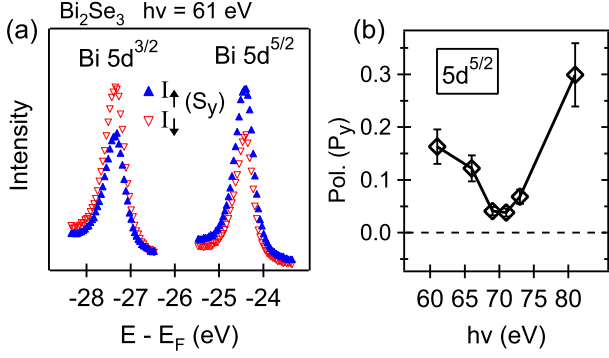 Bi₂Se₃ hν = 61 eV
(a)
Bi 5d³/² Bi 5d⁵/²
I↑ (Sy)
I↓
Intensity
-28 -27 -26 -25 -24
E - EF (eV)
(b)
5d⁵/²
Pol. (Py)
0.3
0.2
0.1
0.0
60 65 70 75 80
hν (eV)